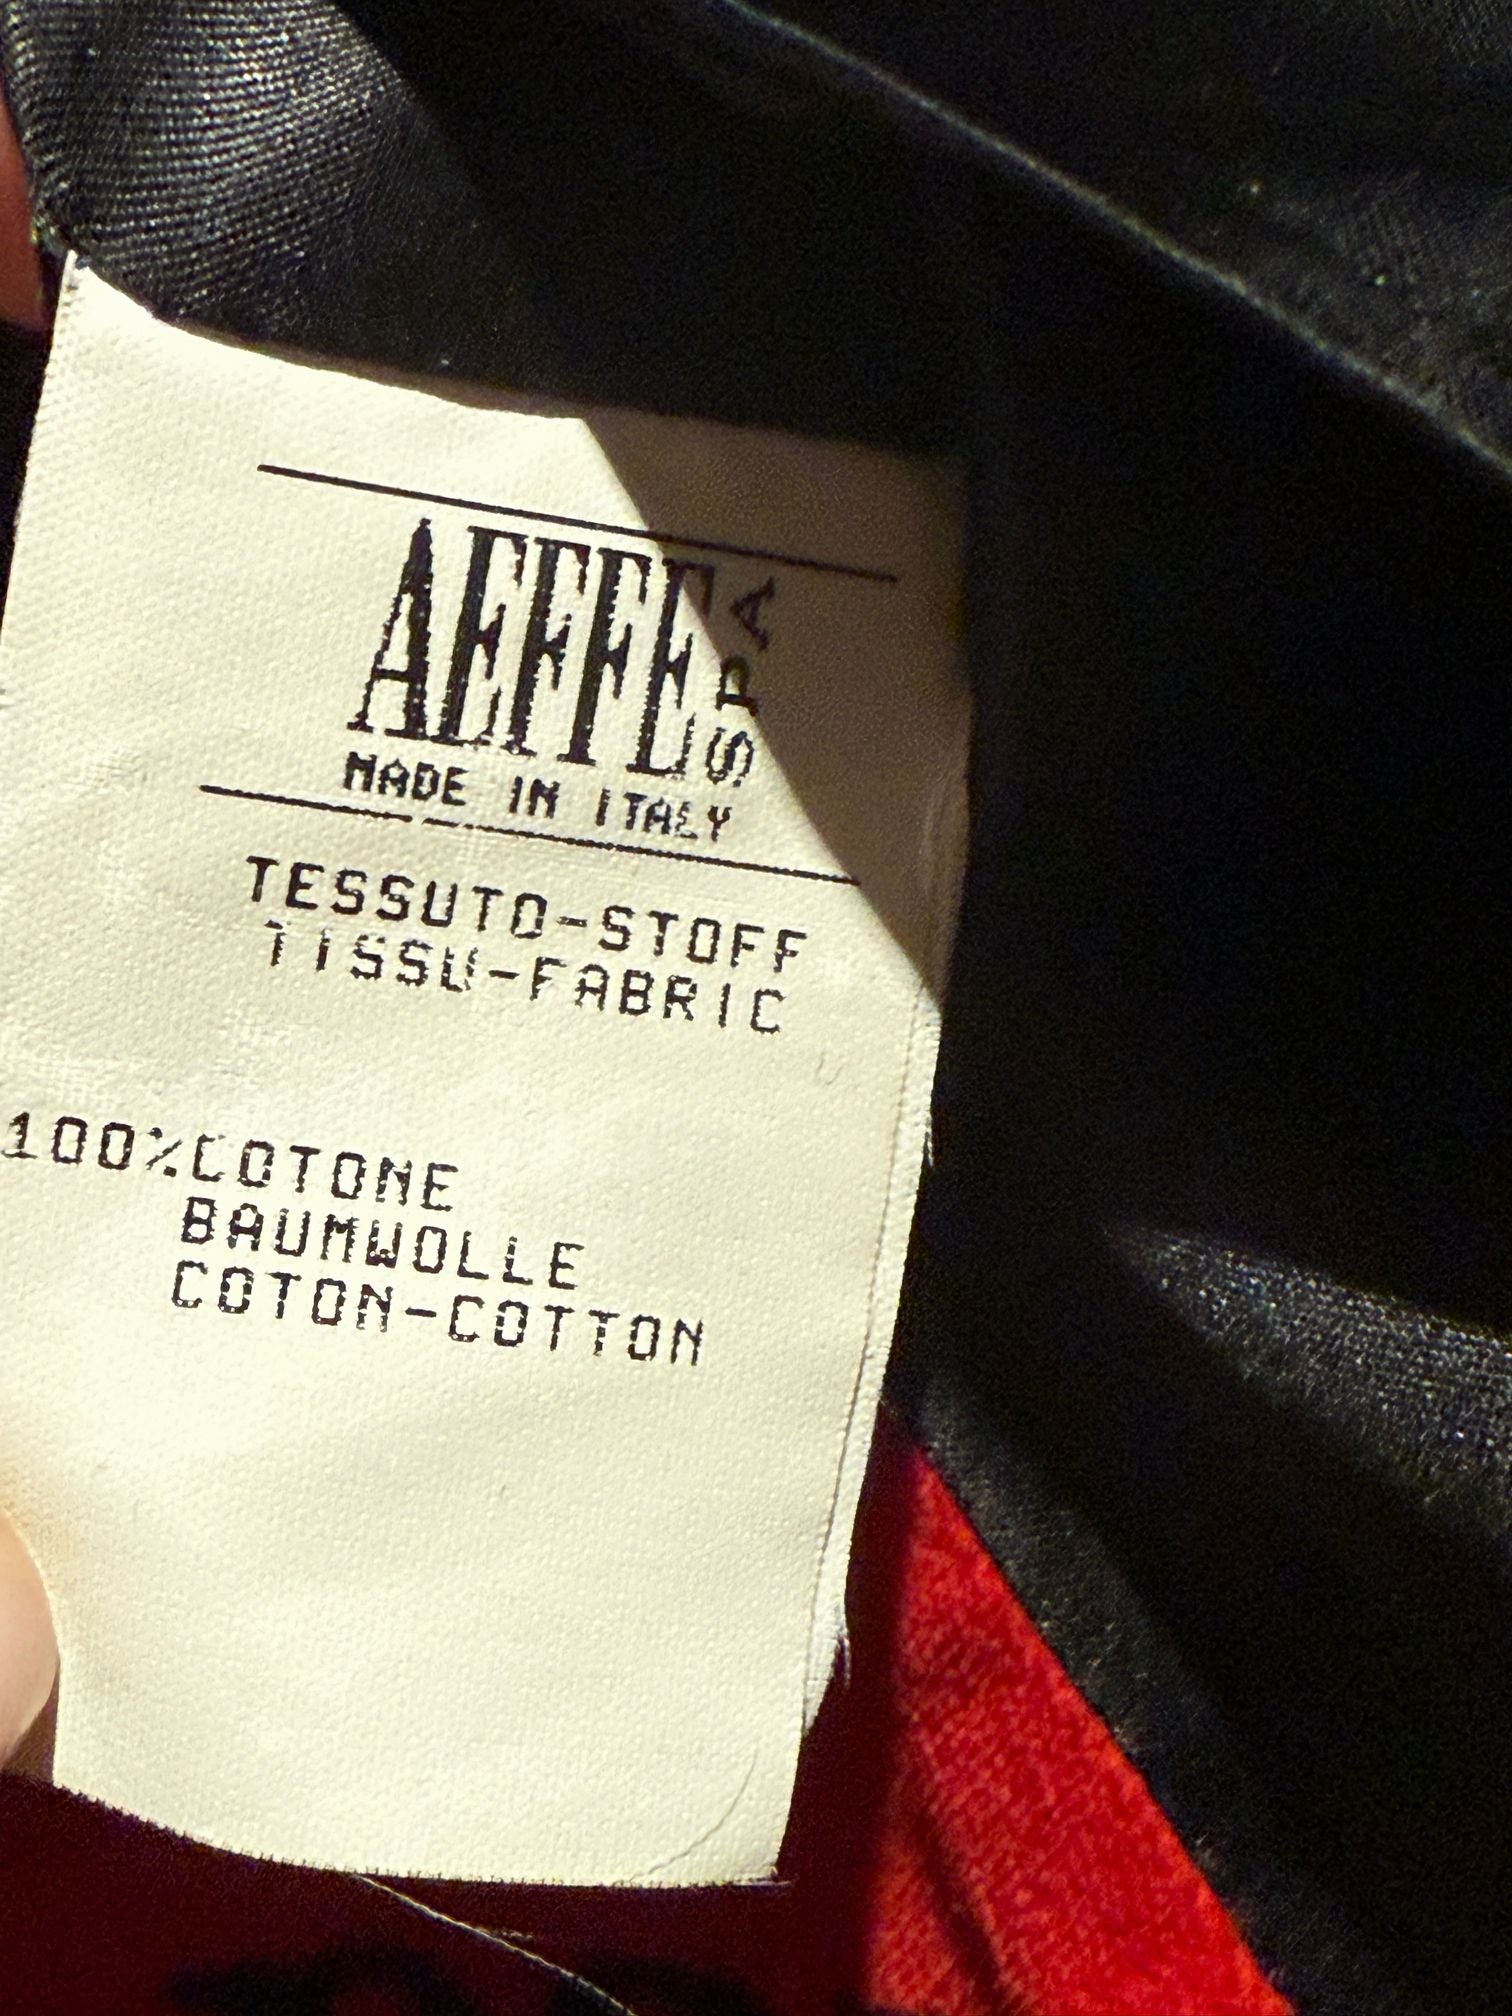 AEFFE SPA
MADE IN ITALY
TESSUTO-STOFF
TISSU-FABRIC
100%COTONE
BAUMWOLLE
COTON-COTTON